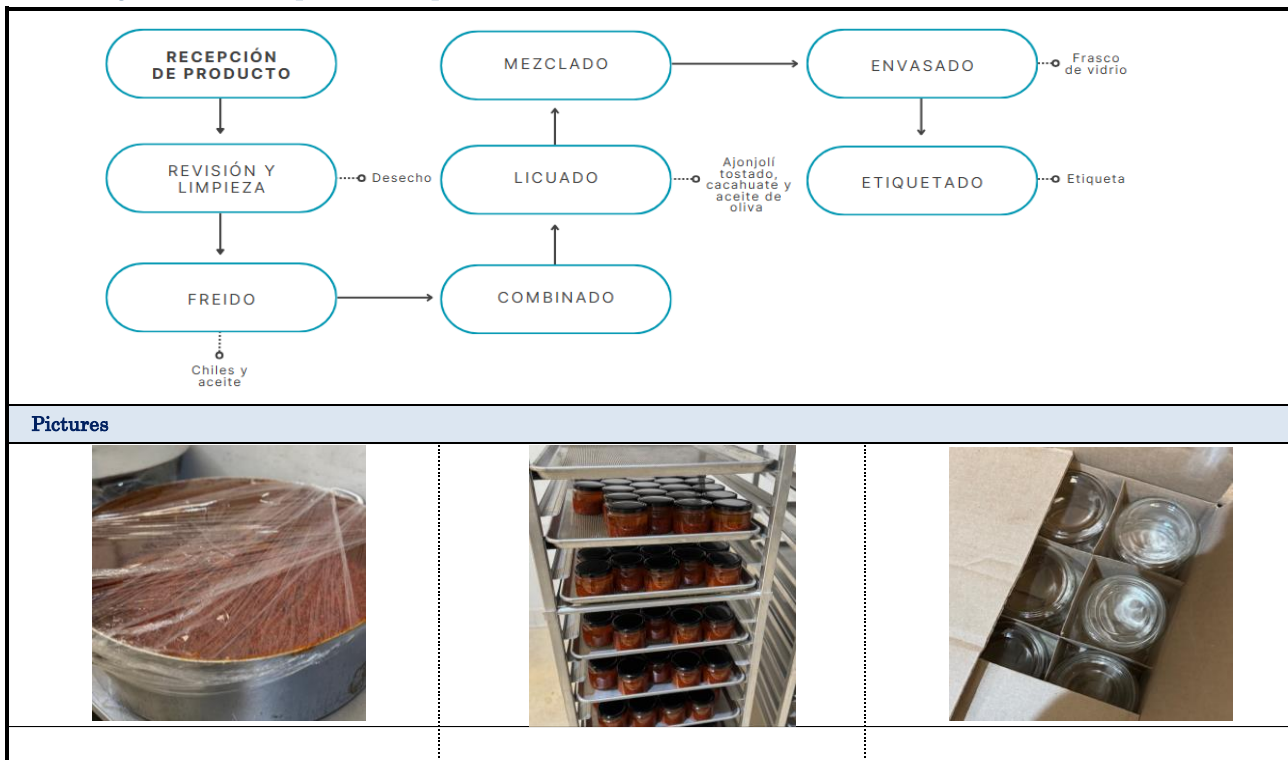 RECEPCIÓN
DE PRODUCTO
REVISIÓN Y
LIMPIEZA
Desecho
FREIDO
Chiles y
aceite
COMBINADO
LICUADO
Ajonjolí
tostado,
cacahuate y
aceite de
oliva
MEZCLADO
ENVASADO
Frasco
de vidrio
ETIQUETADO
Etiqueta
Pictures